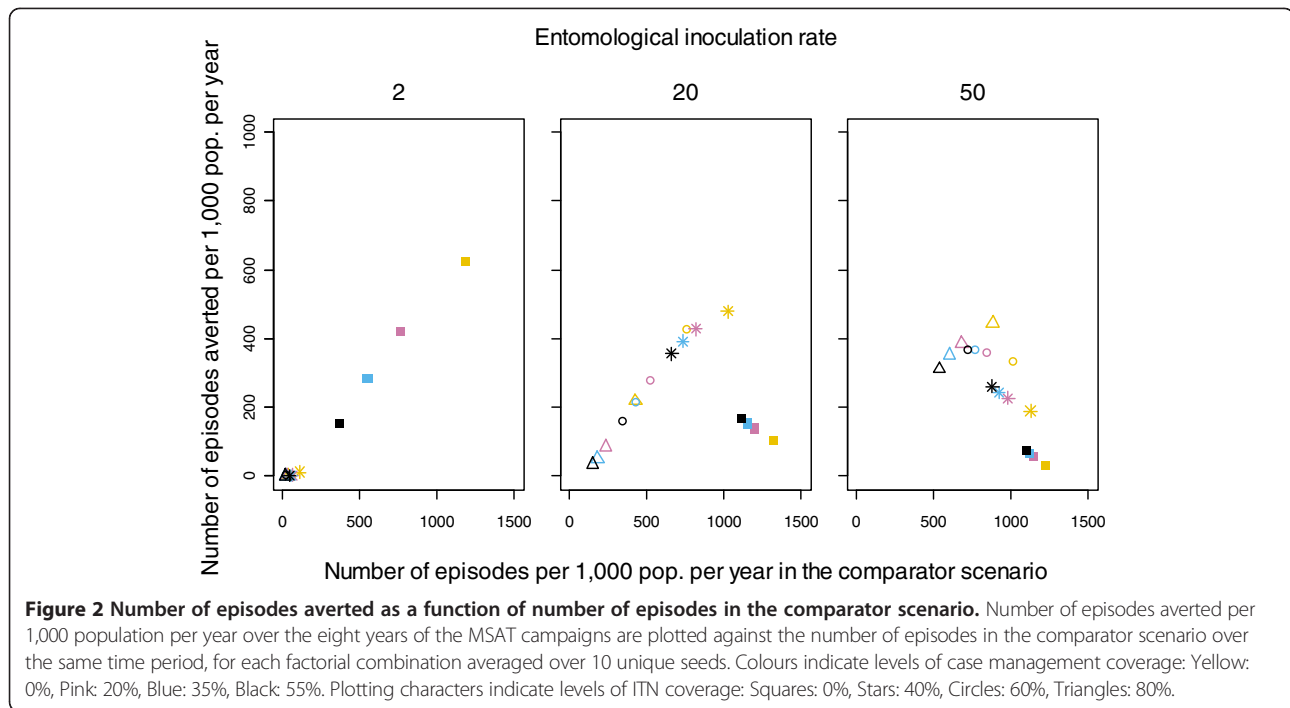 Entomological inoculation rate
2
20
50
Number of episodes averted per 1,000 pop. per year
1000
800
600
400
200
0
0 500 1000 1500
0 500 1000 1500
0 500 1000 1500
Number of episodes per 1,000 pop. per year in the comparator scenario
Figure 2 Number of episodes averted as a function of number of episodes in the comparator scenario. Number of episodes averted per
1,000 population per year over the eight years of the MSAT campaigns are plotted against the number of episodes in the comparator scenario over
the same time period, for each factorial combination averaged over 10 unique seeds. Colours indicate levels of case management coverage: Yellow:
0%, Pink: 20%, Blue: 35%, Black: 55%. Plotting characters indicate levels of ITN coverage: Squares: 0%, Stars: 40%, Circles: 60%, Triangles: 80%.